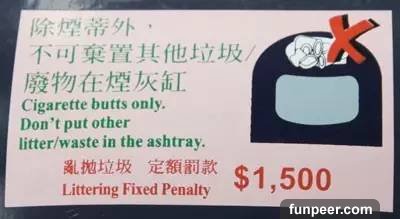 除煙蒂外，
不可棄置其他垃圾/
廢物在煙灰缸
Cigarette butts only.
Don't put other
litter/waste in the ashtray.
亂拋垃圾 定額罰款
Littering Fixed Penalty $1,500
funpeer.com